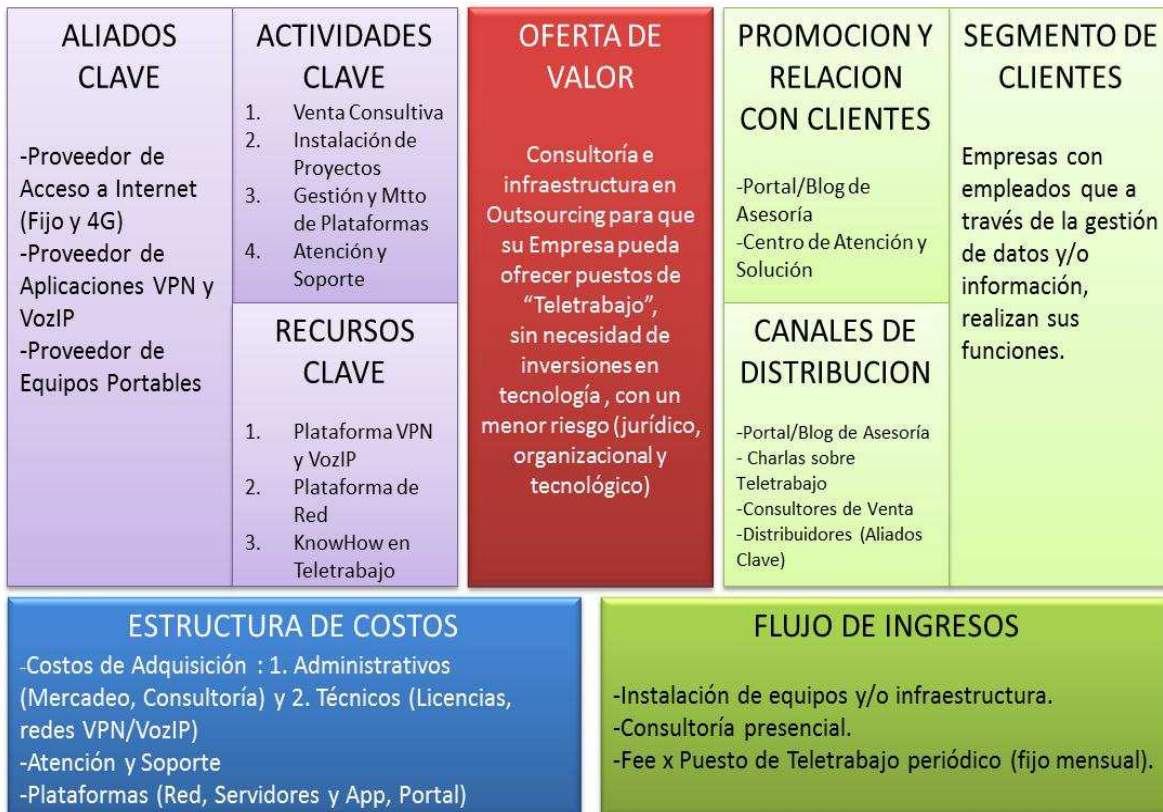 ALIADOS
CLAVE
-Proveedor de
Acceso a Internet
(Fijo y 4G)
-Proveedor de
Aplicaciones VPN y
VozIP
-Proveedor de
Equipos Portables
ACTIVIDADES
CLAVE
1. Venta Consultiva
2. Instalación de
Proyectos
3. Gestión y Mtto
de Plataformas
4. Atención y
Soporte
RECURSOS
CLAVE
1. Plataforma VPN
y VozIP
2. Plataforma de
Red
3. KnowHow en
Teletrabajo
OFERTA DE
VALOR
Consultoría e
infraestructura en
Outsourcing para que
su Empresa pueda
ofrecer puestos de
“Teletrabajo”,
sin necesidad de
inversiones en
tecnología , con un
menor riesgo (jurídico,
organizacional y
tecnológico)
PROMOCION Y
RELACION
CON CLIENTES
-Portal/Blog de
Asesoría
-Centro de Atención y
Solución
CANALES DE
DISTRIBUCION
-Portal/Blog de Asesoría
- Charlas sobre
Teletrabajo
-Consultores de Venta
-Distribuidores (Aliados
Clave)
SEGMENTO DE
CLIENTES
Empresas con
empleados que a
través de la gestión
de datos y/o
información,
realizan sus
funciones.
ESTRUCTURA DE COSTOS
-Costos de Adquisición : 1. Administrativos
(Mercadeo, Consultoría) y 2. Técnicos (Licencias,
redes VPN/VozIP)
-Atención y Soporte
-Plataformas (Red, Servidores y App, Portal)
FLUJO DE INGRESOS
-Instalación de equipos y/o infraestructura.
-Consultoría presencial.
-Fee x Puesto de Teletrabajo periódico (fijo mensual).